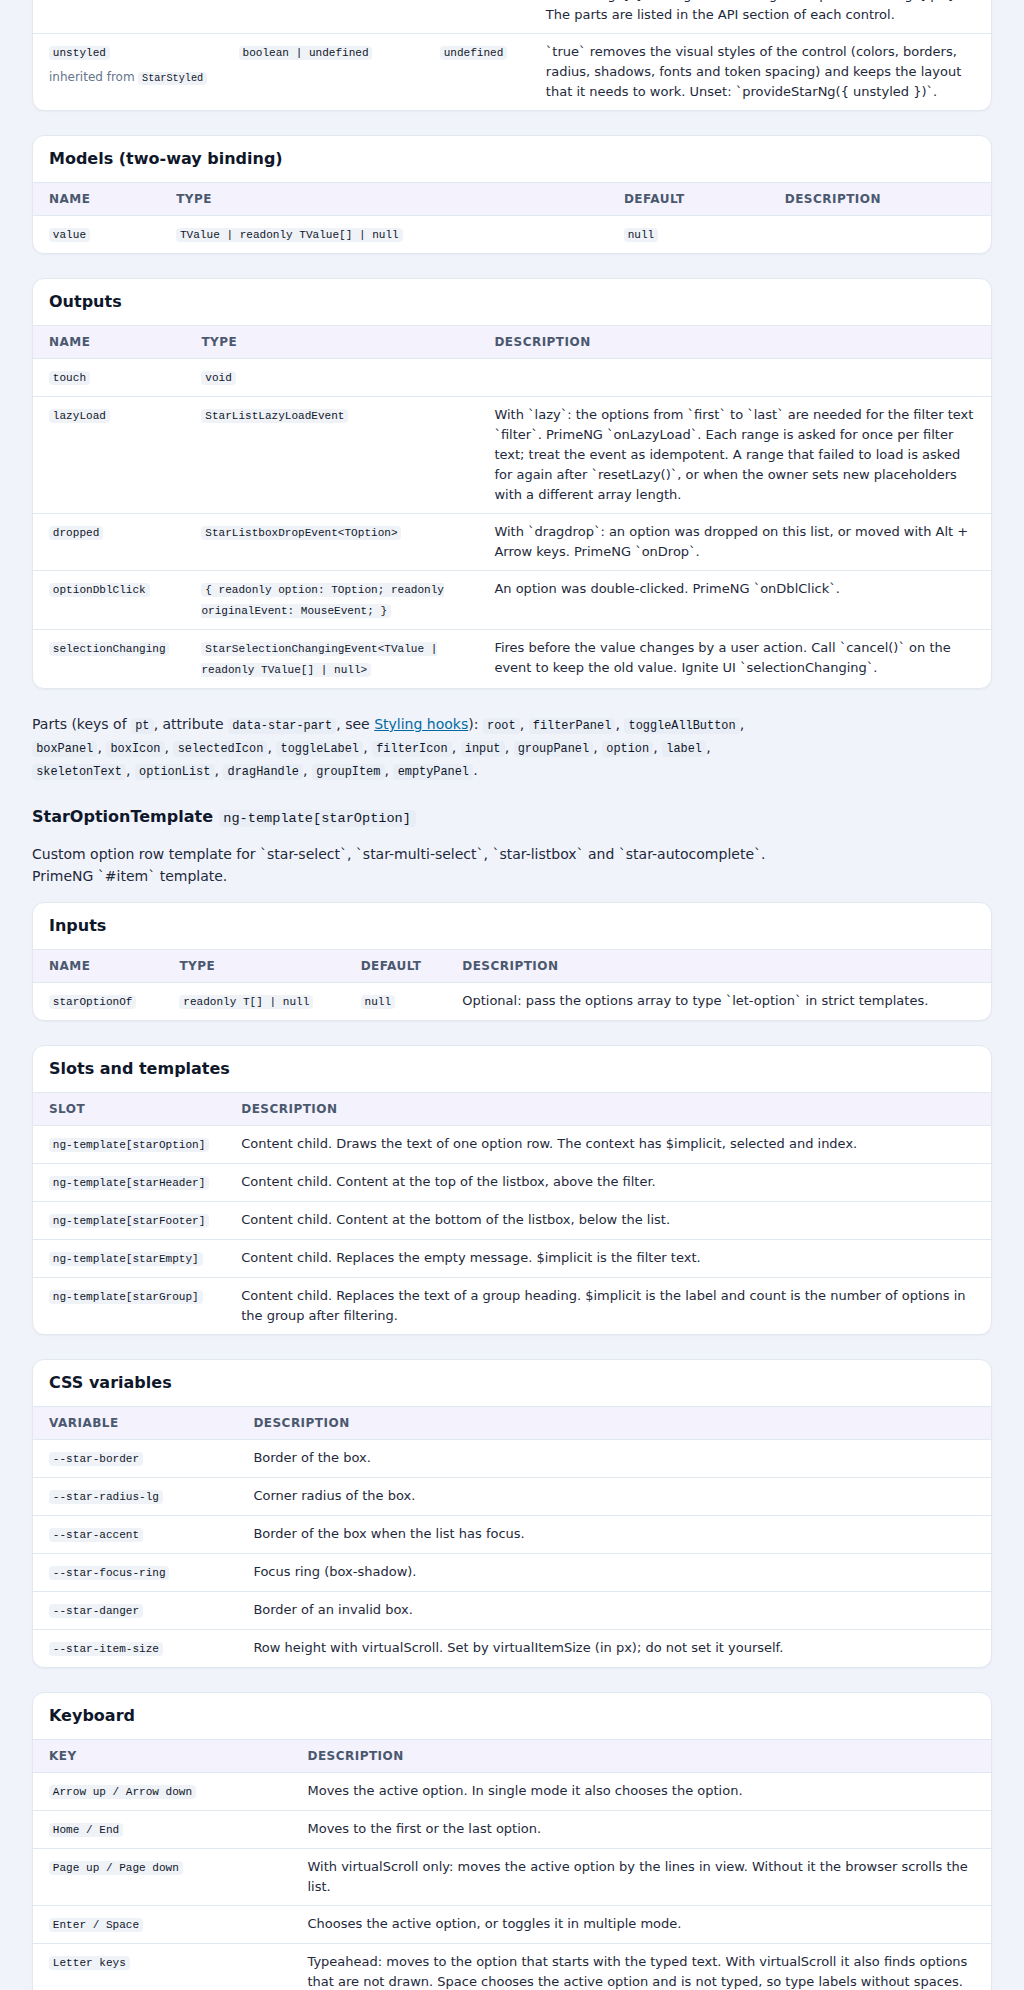 The parts are listed in the API section of each control.
unstyled boolean | undefined undefined `true` removes the visual styles of the control (colors, borders,
inherited from StarStyled radius, shadows, fonts and token spacing) and keeps the layout
that it needs to work. Unset: `provideStarNg({ unstyled })`.
Models (two-way binding)
NAME TYPE DEFAULT DESCRIPTION
value TValue | readonly TValue[] | null null
Outputs
NAME TYPE DESCRIPTION
touch void
lazyLoad StarListLazyLoadEvent With `lazy`: the options from `first` to `last` are needed for the filter text
`filter`. PrimeNG `onLazyLoad`. Each range is asked for once per filter
text; treat the event as idempotent. A range that failed to load is asked
for again after `resetLazy()`, or when the owner sets new placeholders
with a different array length.
dropped StarListboxDropEvent<TOption> With `dragdrop`: an option was dropped on this list, or moved with Alt +
Arrow keys. PrimeNG `onDrop`.
optionDblClick { readonly option: TOption; readonly An option was double-clicked. PrimeNG `onDblClick`.
originalEvent: MouseEvent; }
selectionChanging StarSelectionChangingEvent<TValue | Fires before the value changes by a user action. Call `cancel()` on the
readonly TValue[] | null> event to keep the old value. Ignite UI `selectionChanging`.
Parts (keys of pt, attribute data-star-part, see Styling hooks): root, filterPanel, toggleAllButton,
boxPanel, boxIcon, selectedIcon, toggleLabel, filterIcon, input, groupPanel, option, label,
skeletonText, optionList, dragHandle, groupItem, emptyPanel.
StarOptionTemplate ng-template[starOption]
Custom option row template for `star-select`, `star-multi-select`, `star-listbox` and `star-autocomplete`.
PrimeNG `#item` template.
Inputs
NAME TYPE DEFAULT DESCRIPTION
starOptionOf readonly T[] | null null Optional: pass the options array to type `let-option` in strict templates.
Slots and templates
SLOT DESCRIPTION
ng-template[starOption] Content child. Draws the text of one option row. The context has $implicit, selected and index.
ng-template[starHeader] Content child. Content at the top of the listbox, above the filter.
ng-template[starFooter] Content child. Content at the bottom of the listbox, below the list.
ng-template[starEmpty] Content child. Replaces the empty message. $implicit is the filter text.
ng-template[starGroup] Content child. Replaces the text of a group heading. $implicit is the label and count is the number of options in
the group after filtering.
CSS variables
VARIABLE DESCRIPTION
--star-border Border of the box.
--star-radius-lg Corner radius of the box.
--star-accent Border of the box when the list has focus.
--star-focus-ring Focus ring (box-shadow).
--star-danger Border of an invalid box.
--star-item-size Row height with virtualScroll. Set by virtualItemSize (in px); do not set it yourself.
Keyboard
KEY DESCRIPTION
Arrow up / Arrow down Moves the active option. In single mode it also chooses the option.
Home / End Moves to the first or the last option.
Page up / Page down With virtualScroll only: moves the active option by the lines in view. Without it the browser scrolls the
list.
Enter / Space Chooses the active option, or toggles it in multiple mode.
Letter keys Typeahead: moves to the option that starts with the typed text. With virtualScroll it also finds options
that are not drawn. Space chooses the active option and is not typed, so type labels without spaces.